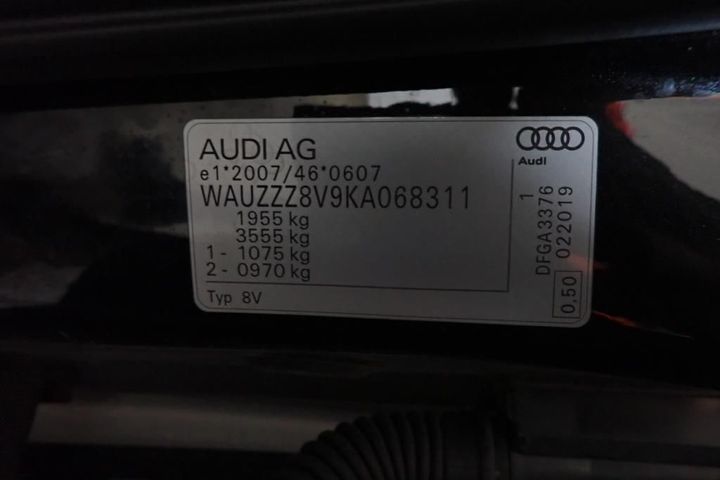 AUDI AG
e1*2007/46*0607
WAUZZZ8V9KA068311
1955 kg
3555 kg
1 - 1075 kg
2 - 0970 kg
Typ 8V
Audi
DFGA3376 1
0,50 022019